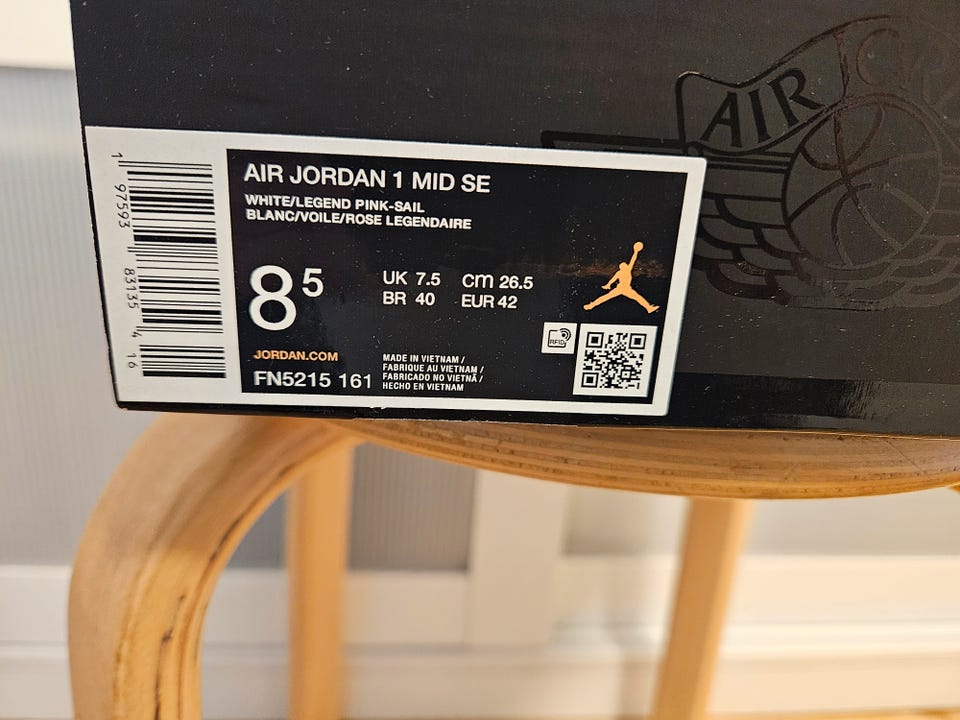 AIR JORDAN
AIR JORDAN 1 MID SE
WHITE/LEGEND PINK-SAIL
BLANC/VOILE/ROSE LEGENDAIRE
8 5
UK 7.5 cm 26.5
BR 40 EUR 42
RFID
JORDAN.COM
FN5215 161
MADE IN VIETNAM /
FABRIQUE AU VIETNAM /
FABRICADO NO VIETNÃ /
HECHO EN VIETNAM
1 97593 83135 4 16